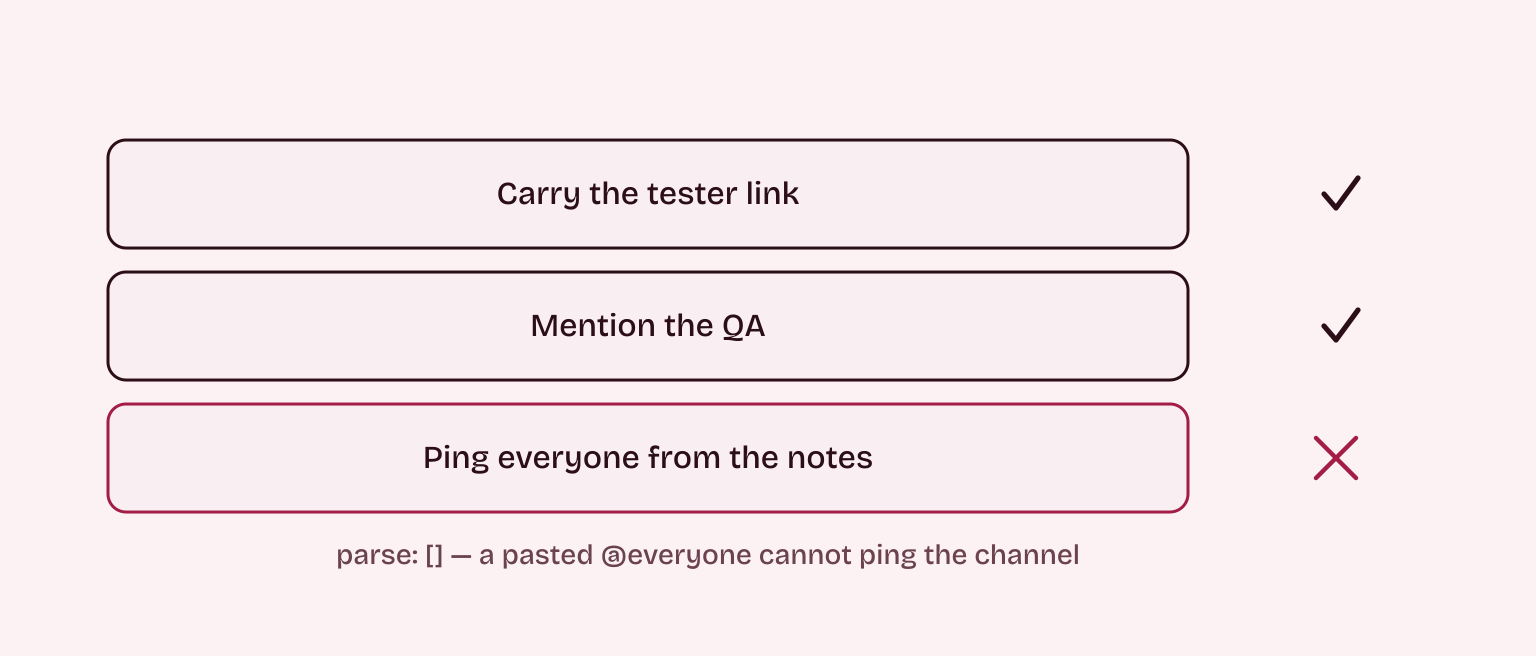 Carry the tester link
Mention the QA
Ping everyone from the notes
parse: [] — a pasted @everyone cannot ping the channel